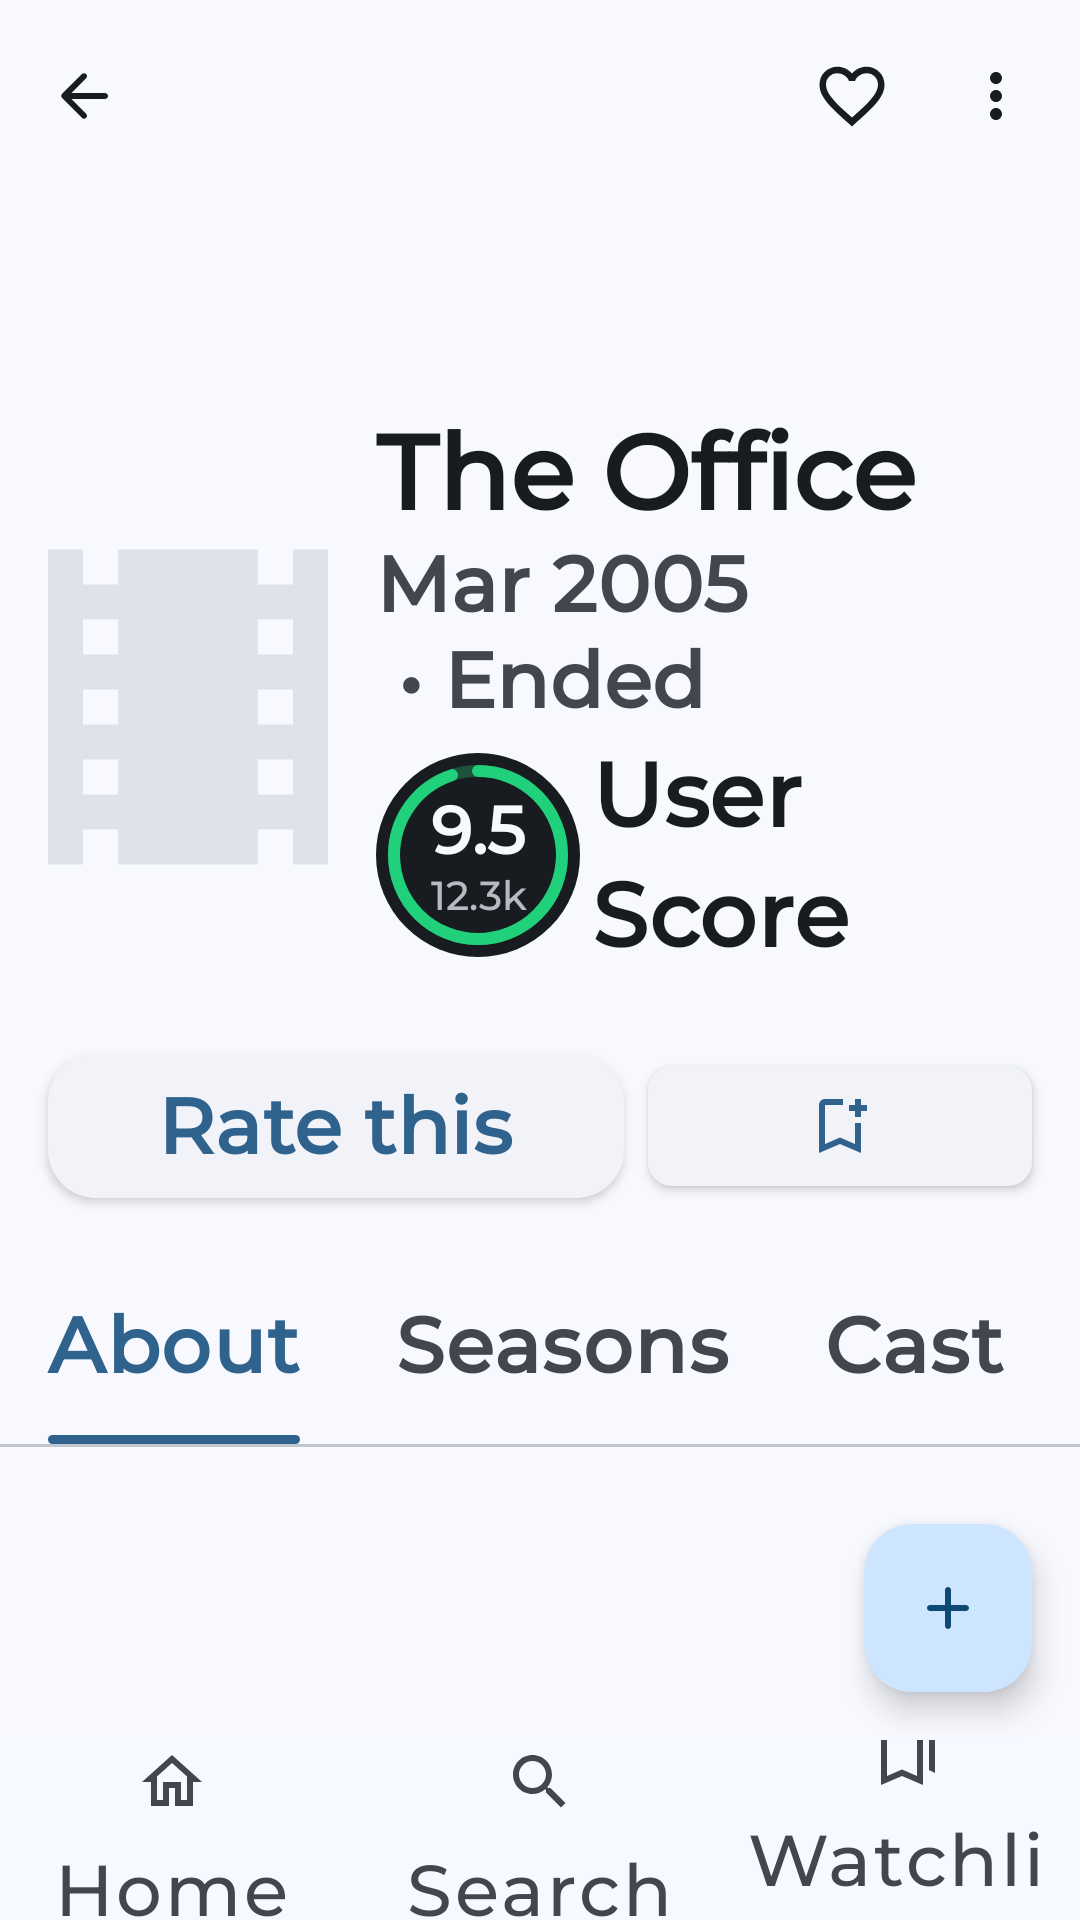 The Office
Mar 2005
• Ended
9.5
12.3k
User
Score
Rate this
About
Seasons
Cast
Home
Search
Watchli